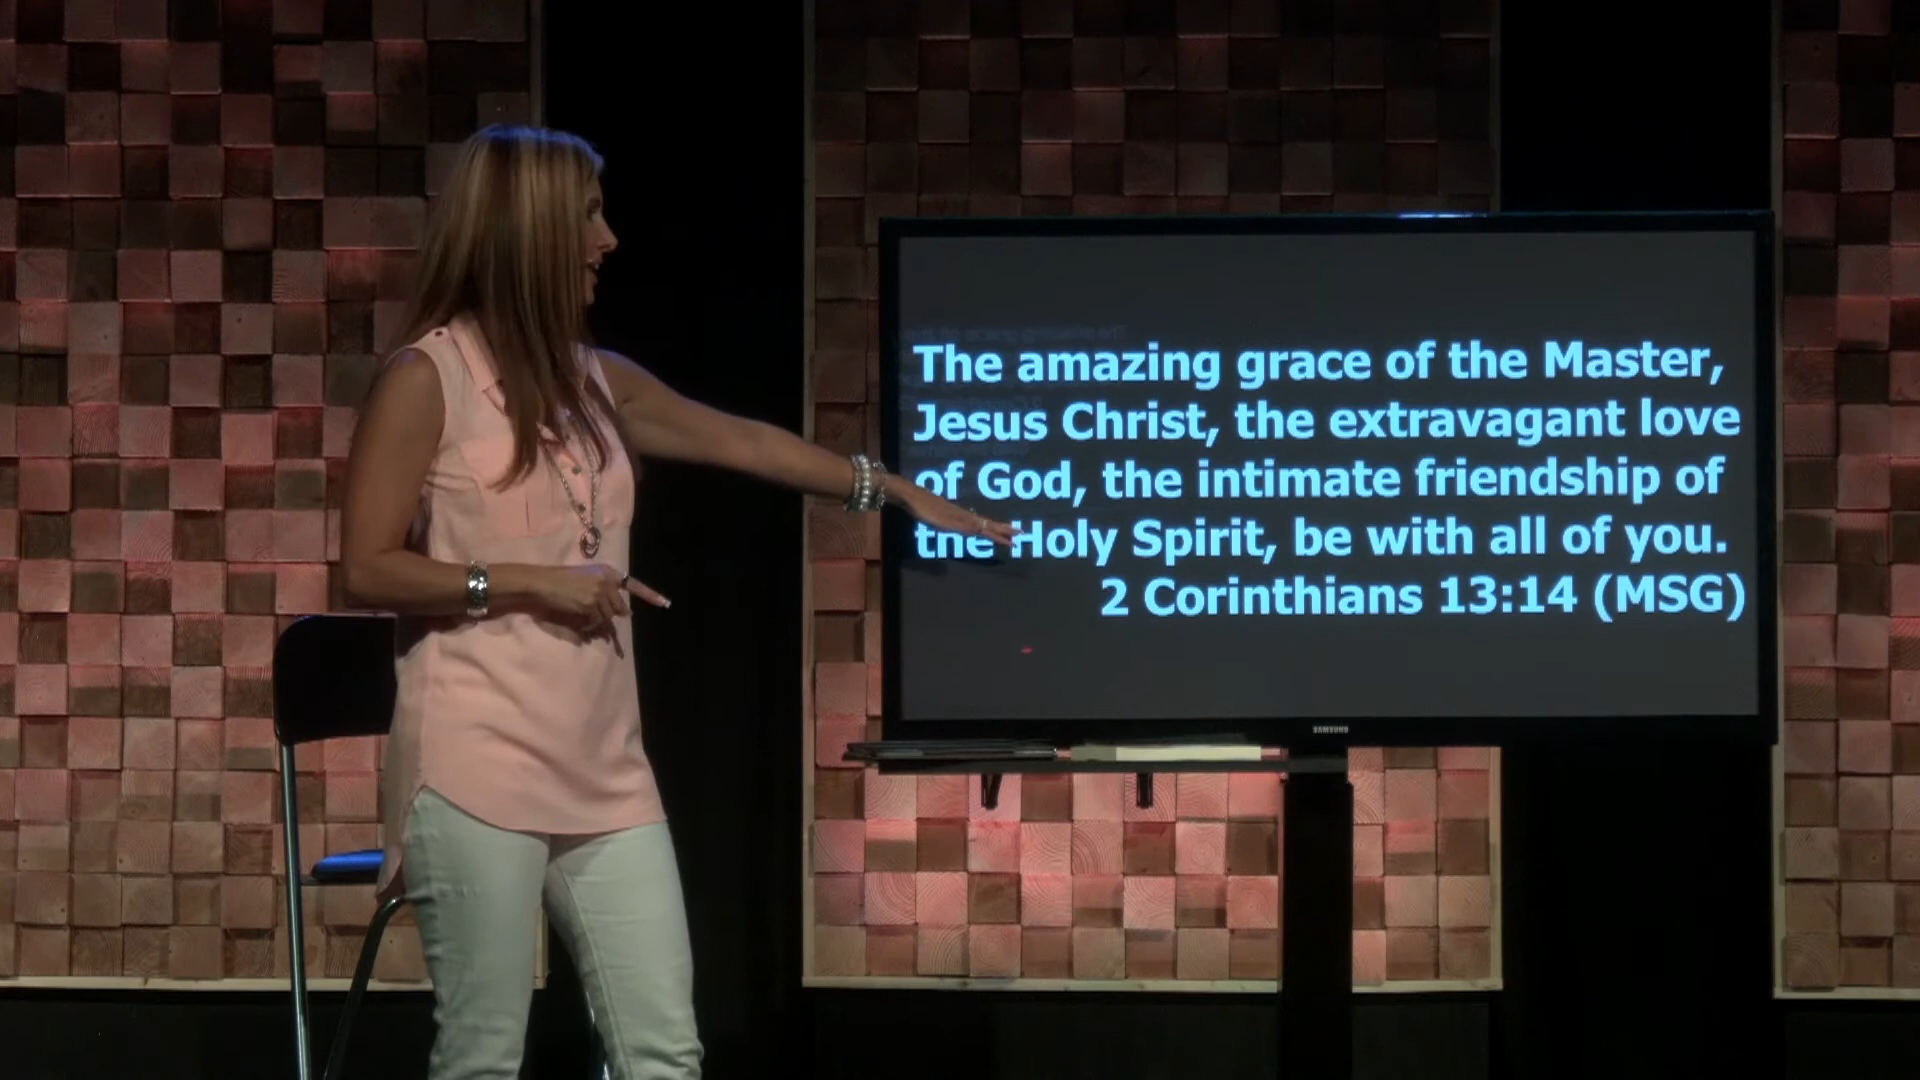 The amazing grace of the Master,
Jesus Christ, the extravagant love
of God, the intimate friendship of
the Holy Spirit, be with all of you.
2 Corinthians 13:14 (MSG)
SAMSUNG